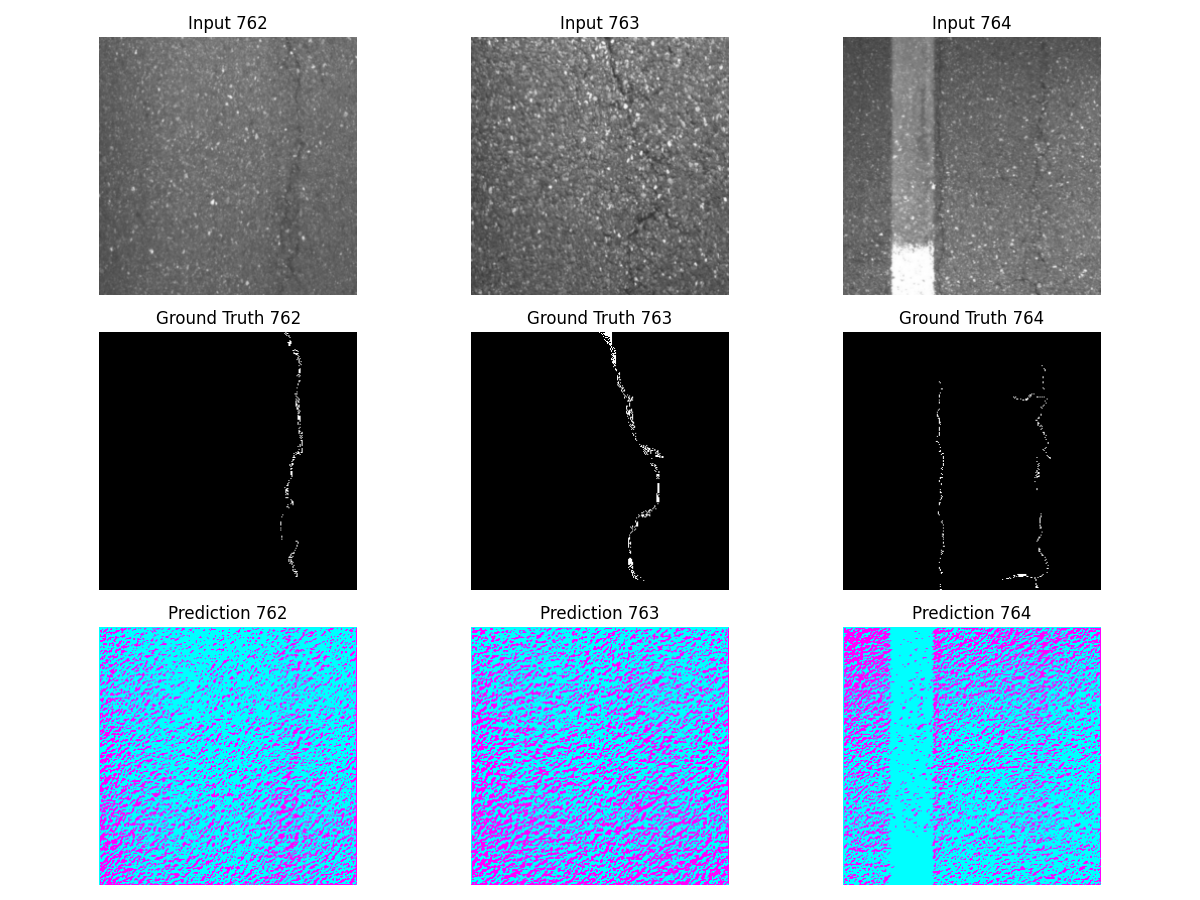 Input 762
Input 763
Input 764
Ground Truth 762
Ground Truth 763
Ground Truth 764
Prediction 762
Prediction 763
Prediction 764